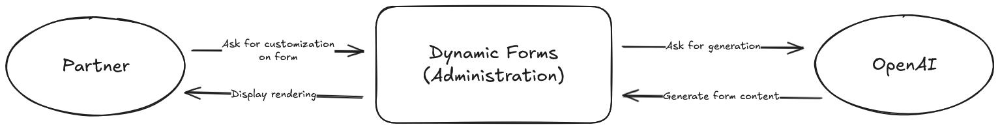 Partner
Ask for customization
on form
Display rendering
Dynamic Forms
(Administration)
Ask for generation
Generate form content
OpenAI